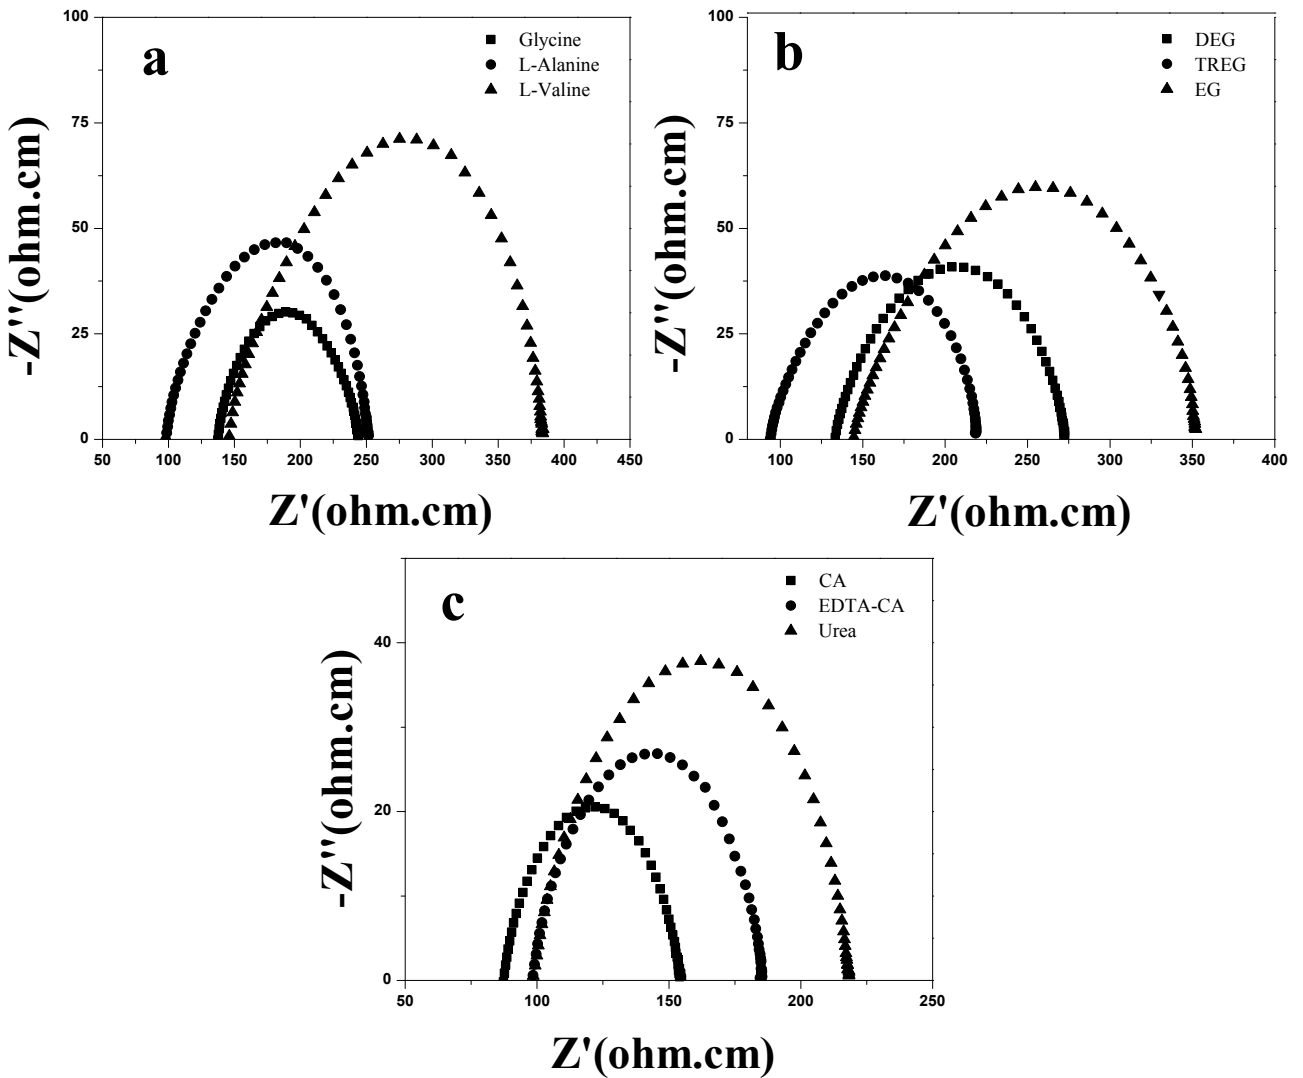 a
Glycine
L-Alanine
L-Valine
100
75
50
25
0
50 100 150 200 250 300 350 400 450
-Z''(ohm.cm)
Z'(ohm.cm)
b
DEG
TREG
EG
100
75
50
25
0
100 150 200 250 300 350 400
-Z''(ohm.cm)
Z'(ohm.cm)
c
CA
EDTA-CA
Urea
40
20
0
50 100 150 200 250
-Z''(ohm.cm)
Z'(ohm.cm)